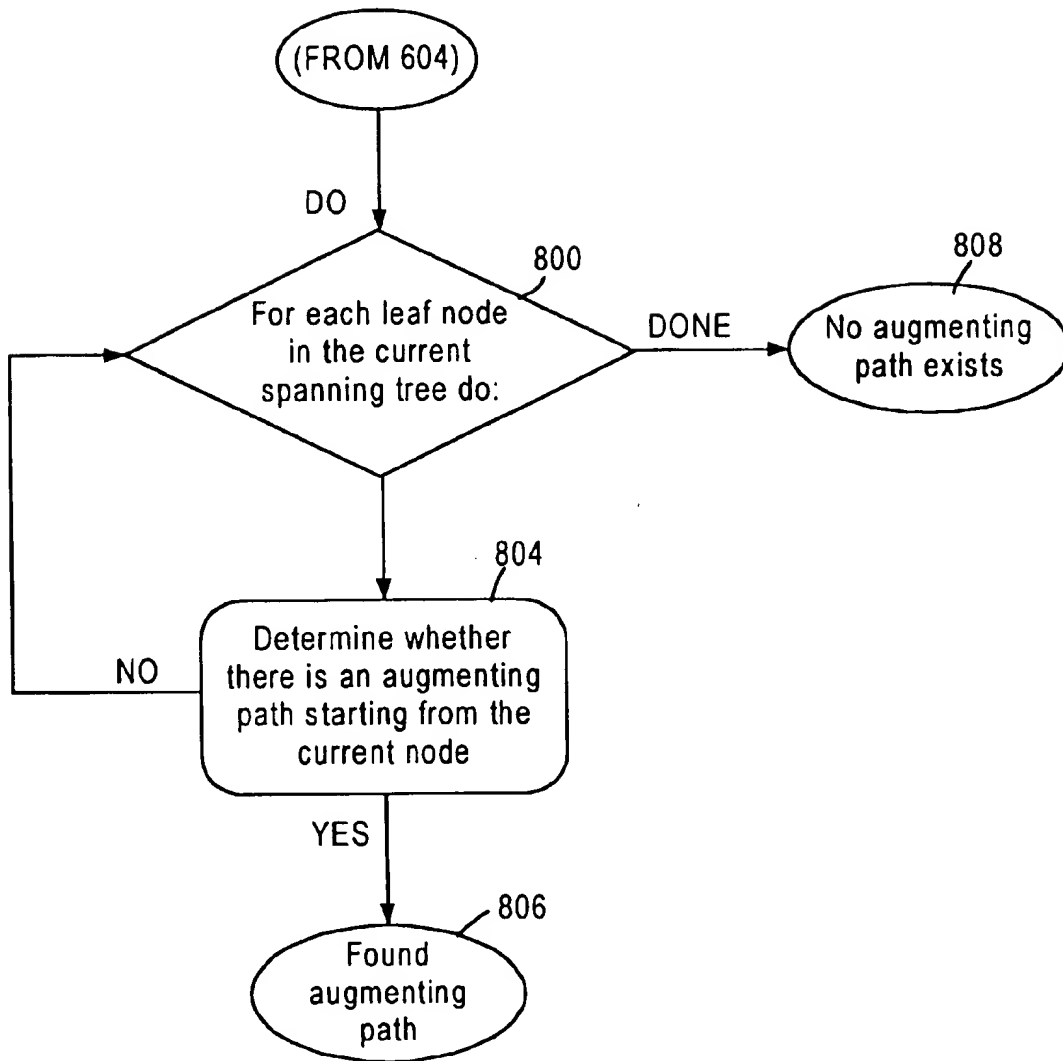 (FROM 604)
DO
800
For each leaf node
in the current
spanning tree do:
DONE
808
No augmenting
path exists
804
Determine whether
there is an augmenting
path starting from the
current node
NO
YES
806
Found
augmenting
path